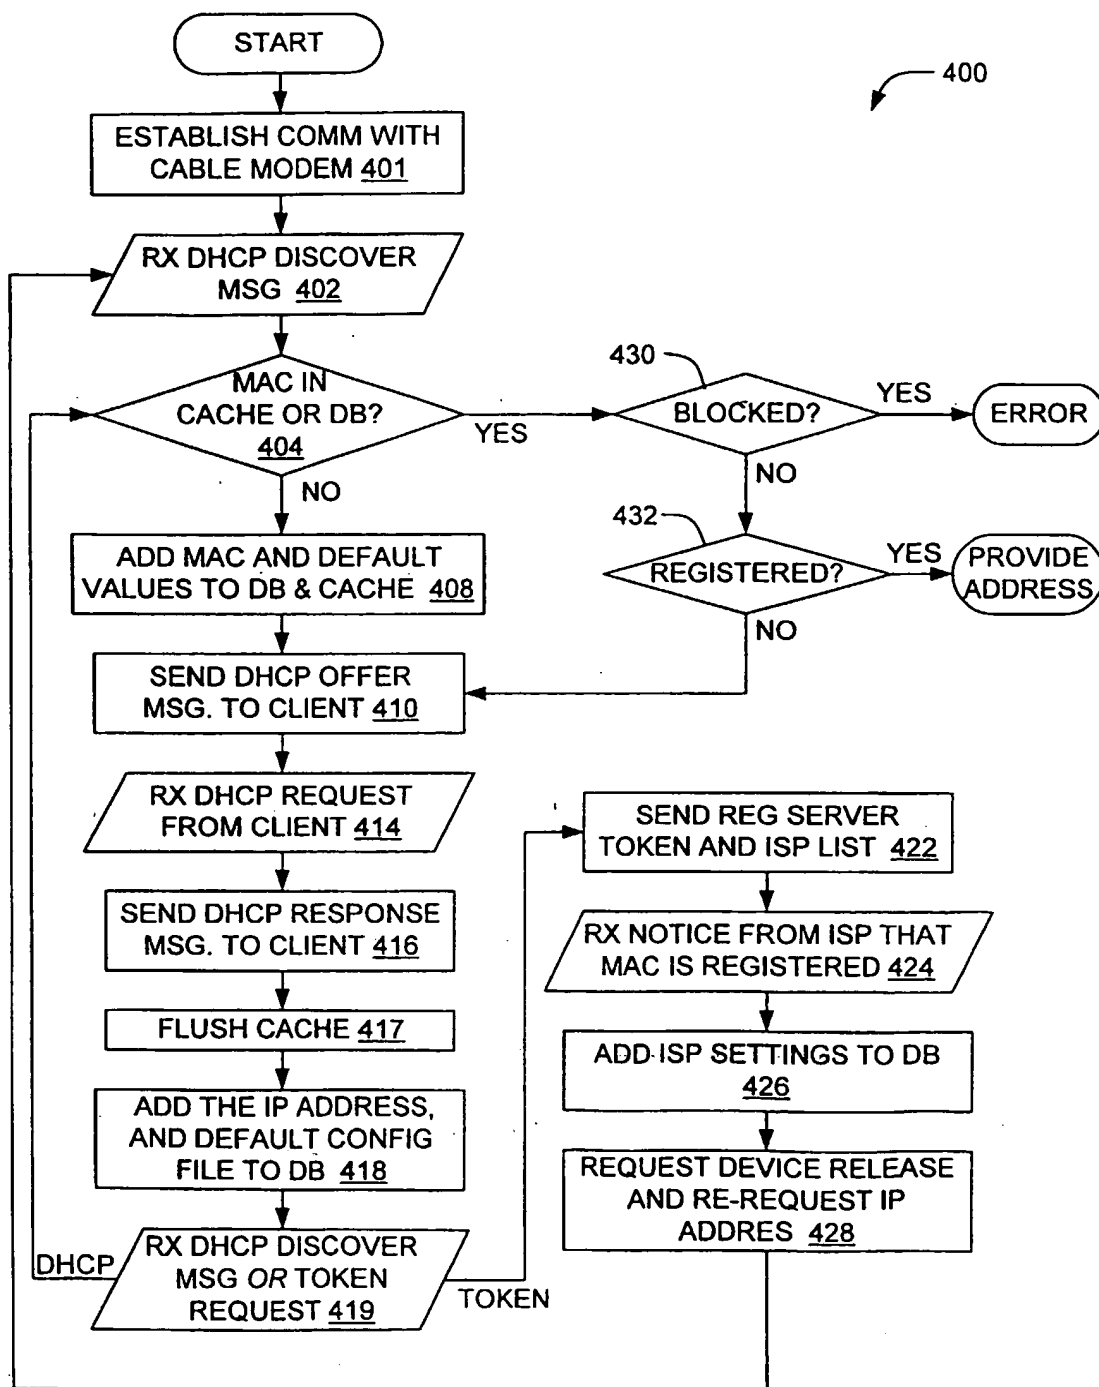 START
400
ESTABLISH COMM WITH
CABLE MODEM 401
RX DHCP DISCOVER
MSG 402
MAC IN
CACHE OR DB?
404
YES
NO
430
BLOCKED?
YES
ERROR
NO
432
REGISTERED?
YES
PROVIDE
ADDRESS
NO
ADD MAC AND DEFAULT
VALUES TO DB & CACHE 408
SEND DHCP OFFER
MSG. TO CLIENT 410
RX DHCP REQUEST
FROM CLIENT 414
SEND DHCP RESPONSE
MSG. TO CLIENT 416
FLUSH CACHE 417
ADD THE IP ADDRESS,
AND DEFAULT CONFIG
FILE TO DB 418
RX DHCP DISCOVER
MSG OR TOKEN
REQUEST 419
DHCP
TOKEN
SEND REG SERVER
TOKEN AND ISP LIST 422
RX NOTICE FROM ISP THAT
MAC IS REGISTERED 424
ADD ISP SETTINGS TO DB
426
REQUEST DEVICE RELEASE
AND RE-REQUEST IP
ADDRES 428